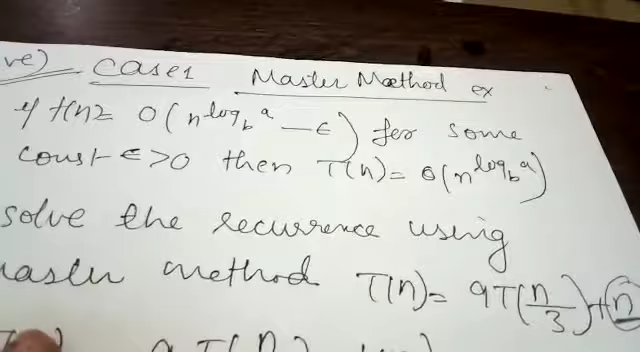 ve) Case1 Master Method ex
if f(n)= O(n^log_b^a - ϵ) for some
const ϵ>0 then T(n)= θ(n^log_b^a)
solve the recurrence using
master method T(n)= 9T(n/3)+n